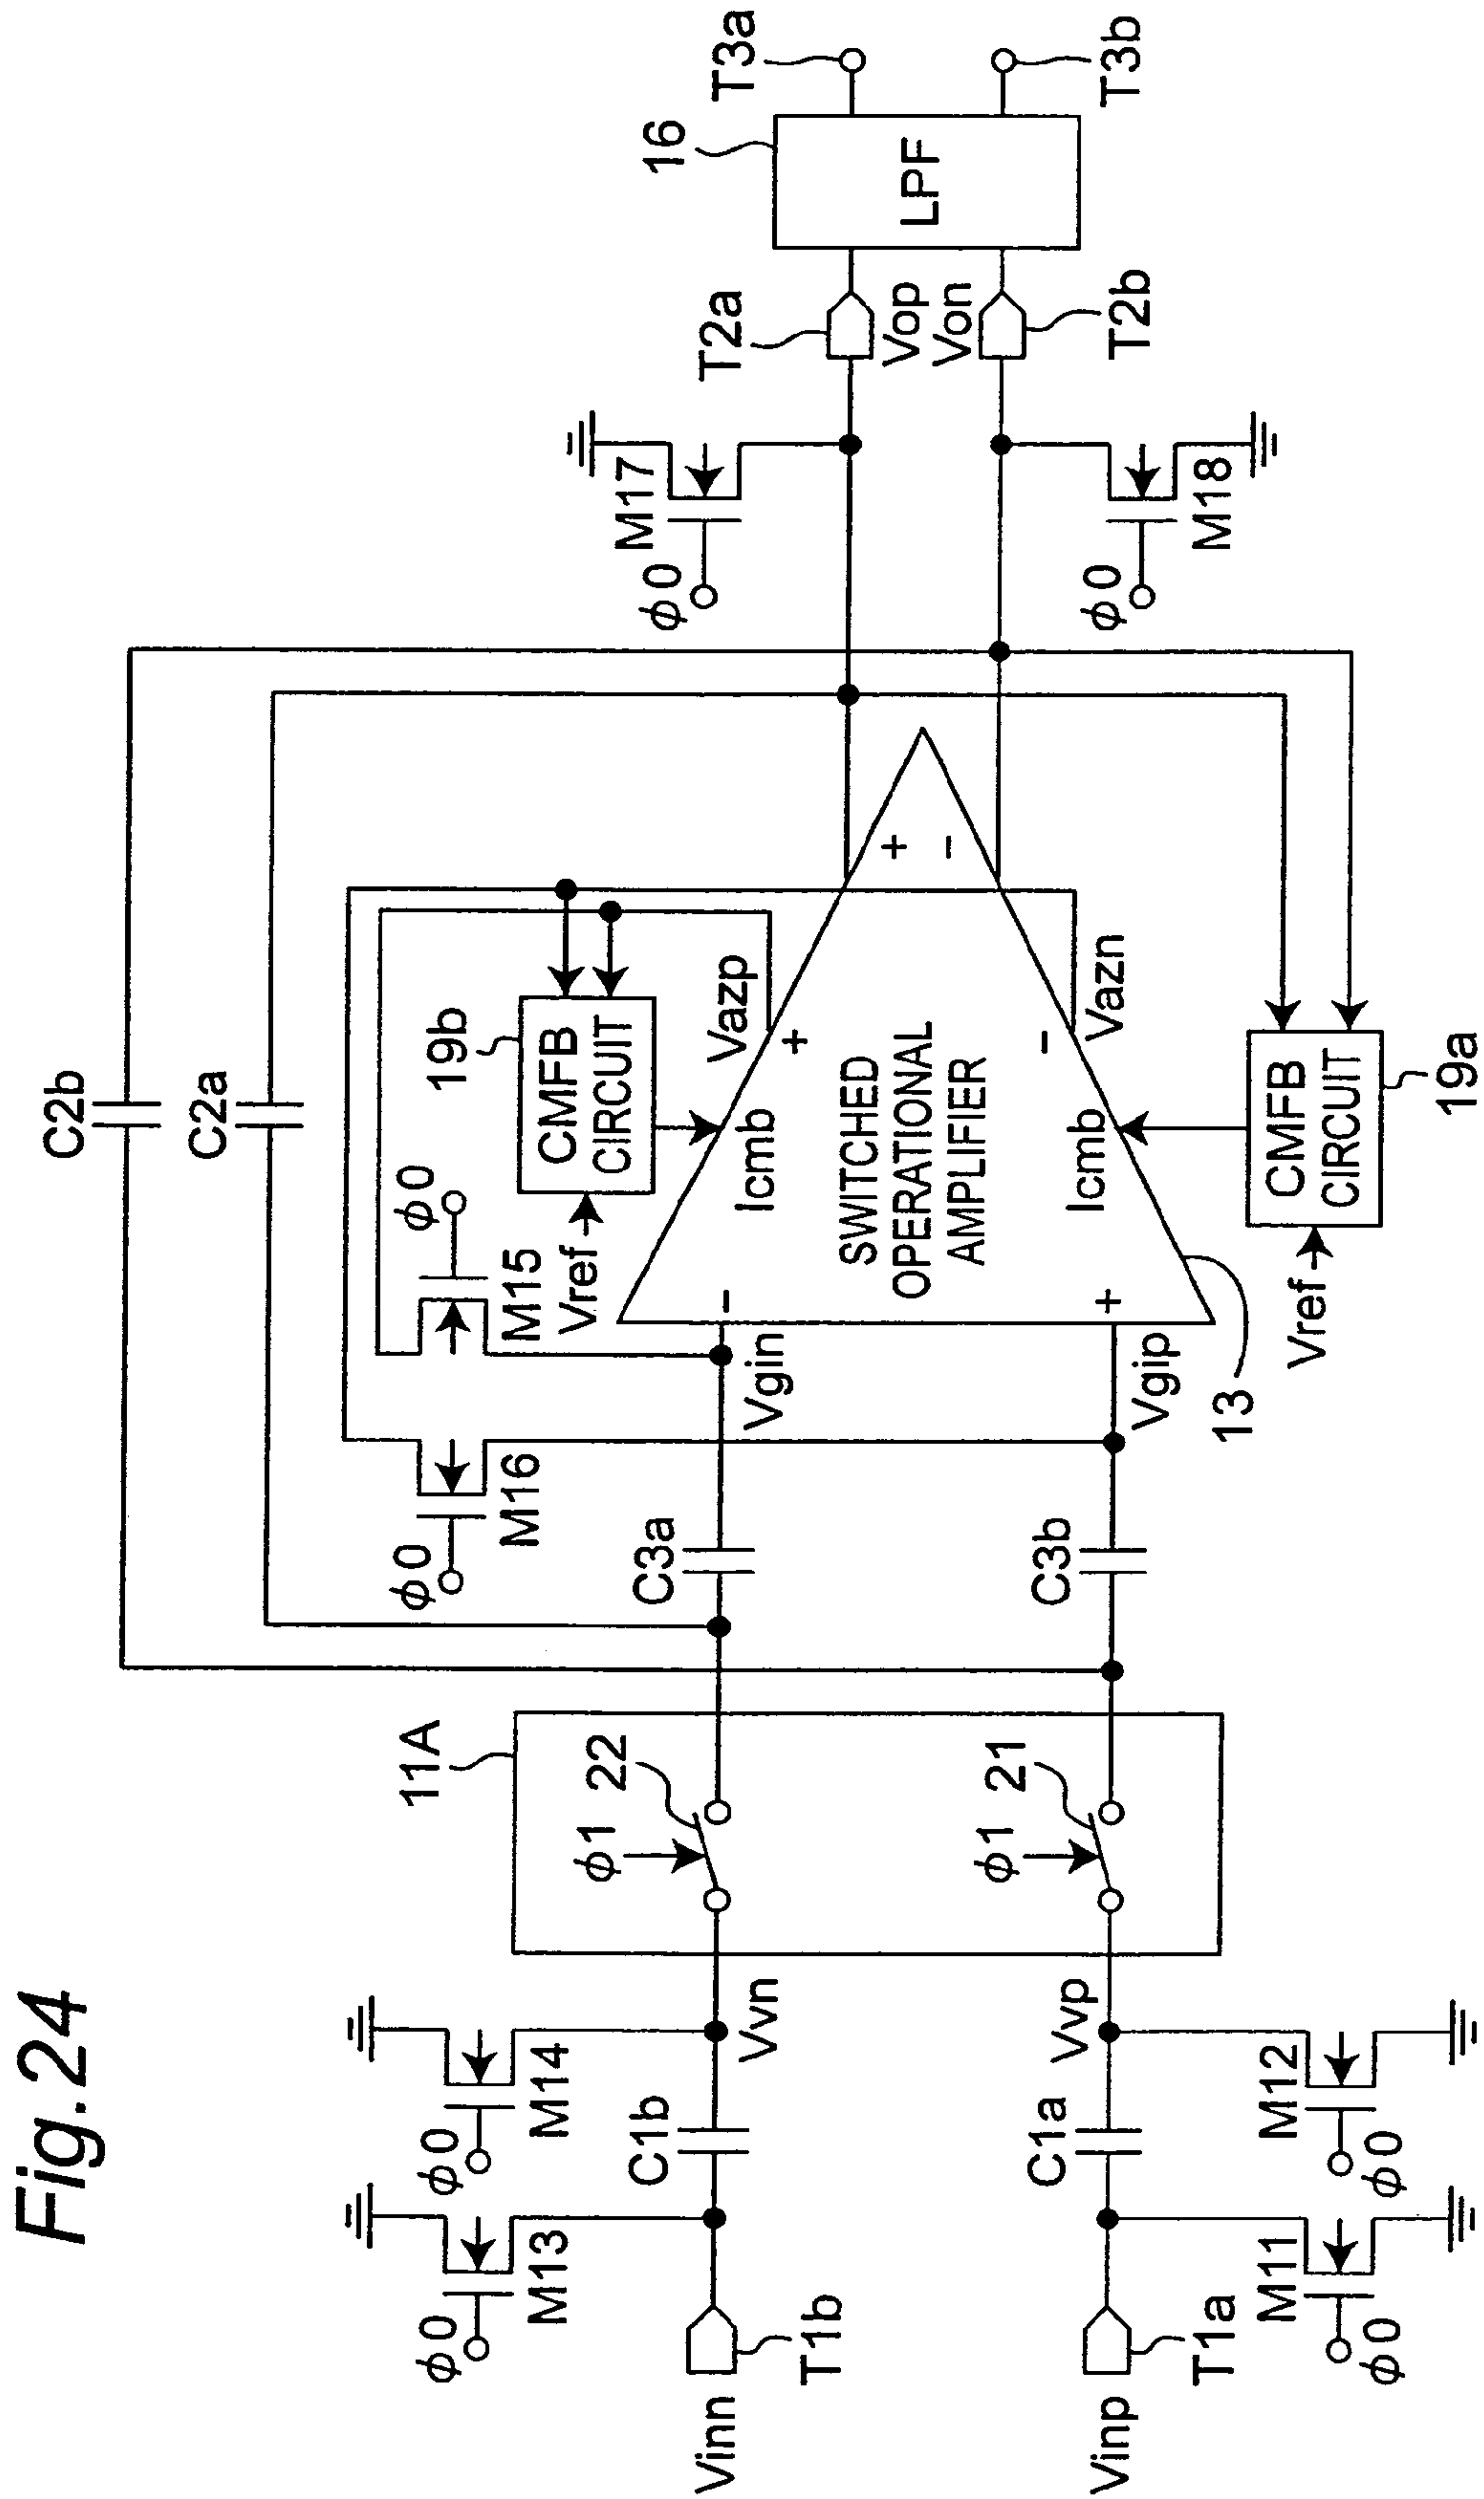 Fig.24
C2b
C2a
φ0
M16
φ0
M15
19b
CMFB
CIRCUIT
Vref
Vazp
Icmb
φ0
M13
φ0
M14
11A
φ1
22
C3a
Vgin
Vinn
T1b
C1b
Vvn
SWITCHED
OPERATIONAL
AMPLIFIER
+
-
+
-
+
-
φ1
21
C3b
Vgip
Vinp
T1a
C1a
Vvp
Icmb
Vazn
13
φ0
M11
φ0
M12
Vref
CMFB
CIRCUIT
19a
φ0
M17
T2a
Vop
Von
T2b
φ0
M18
16
LPF
T3a
T3b